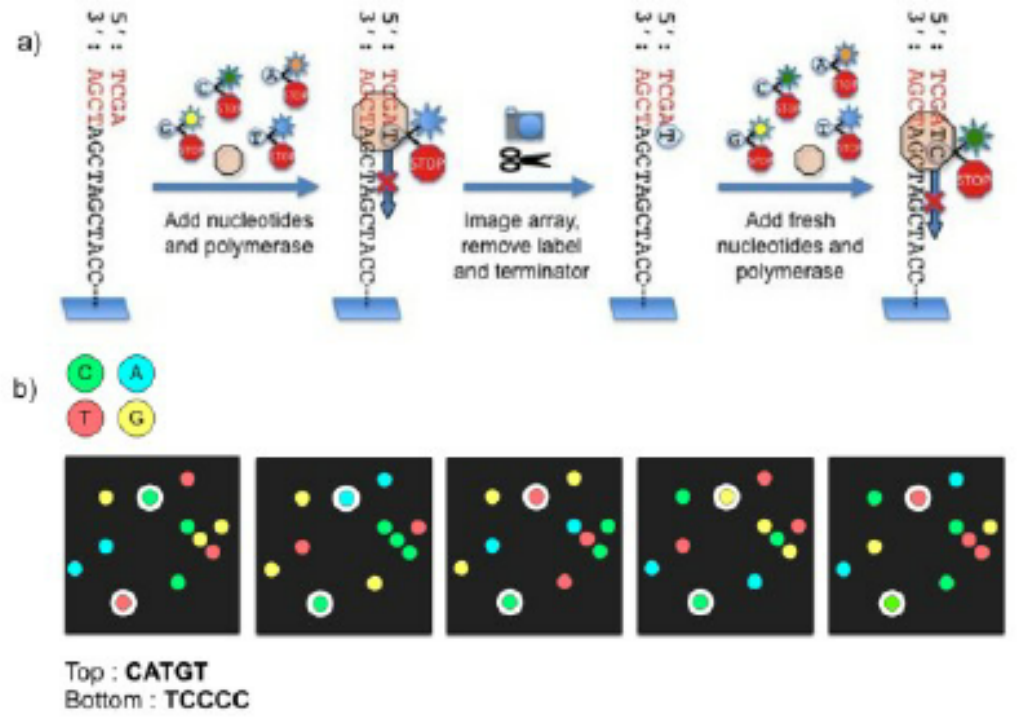 a)
3': AGCTAGCTAGCTACC...
5': TCGA
C
A
G
T
STOP
STOP
STOP
STOP
Add nucleotides
and polymerase
3': AGCTAGCTAGCTACC...
5': TCGAT
STOP
Image array,
remove label
and terminator
3': AGCTAGCTAGCTACC...
5': TCGAT
C
A
G
T
STOP
STOP
STOP
STOP
Add fresh
nucleotides and
polymerase
3': AGCTAGCTAGCTACC...
5': TCGATC
STOP
b)
C A
T G
Top : CATGT
Bottom : TCCCC